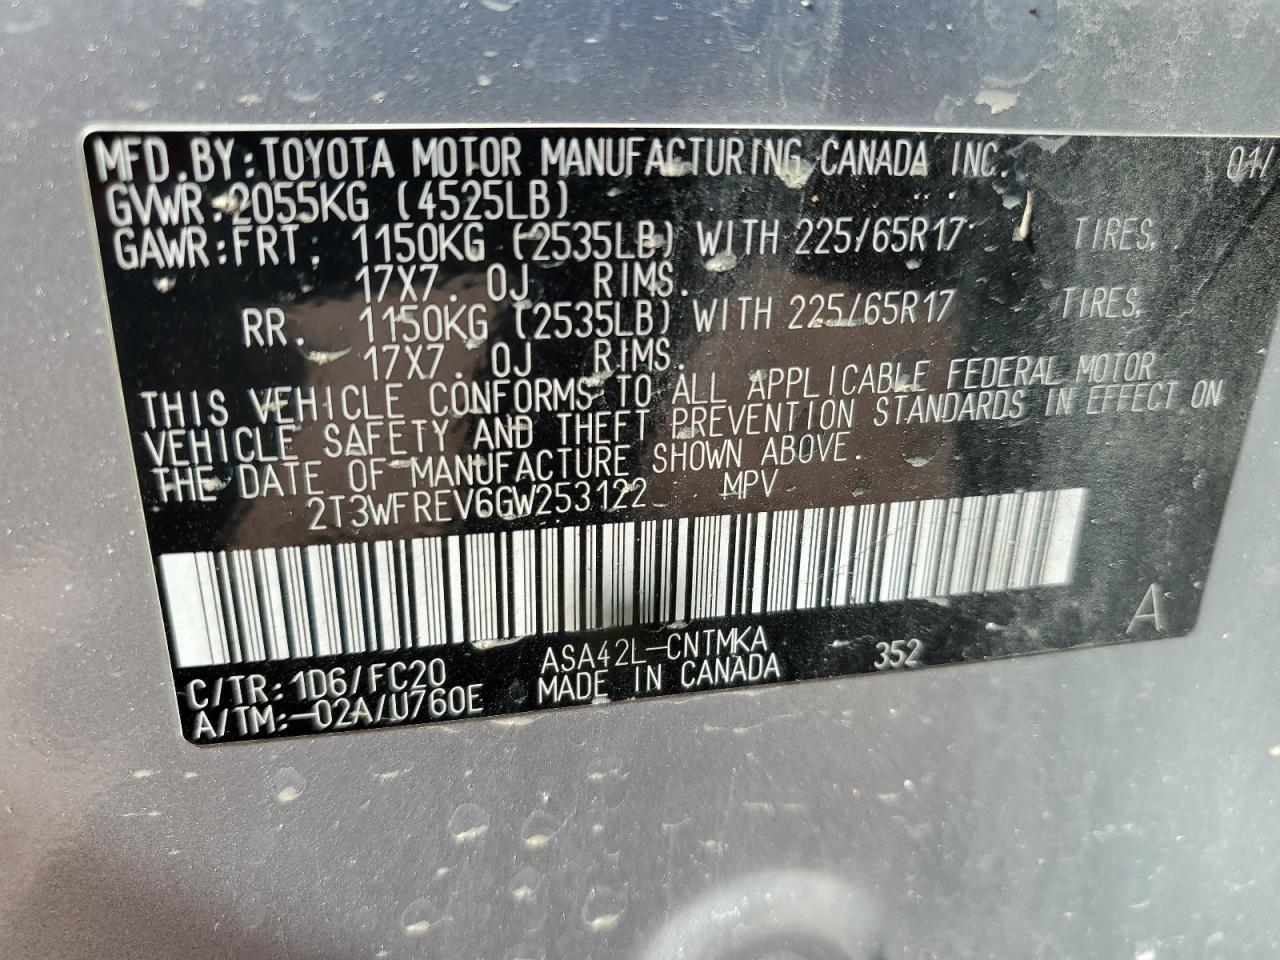 MFD.BY:TOYOTA MOTOR MANUFACTURING CANADA INC. 01/
GVWR:2055KG (4525LB)
GAWR:FRT. 1150KG (2535LB) WITH 225/65R17 TIRES,
17X7.0J RIMS.
RR. 1150KG (2535LB) WITH 225/65R17 TIRES,
17X7.0J RIMS.
THIS VEHICLE CONFORMS TO ALL APPLICABLE FEDERAL MOTOR
VEHICLE SAFETY AND THEFT PREVENTION STANDARDS IN EFFECT ON
THE DATE OF MANUFACTURE SHOWN ABOVE.
2T3WFREV6GW253122 MPV
A
C/TR:1D6/FC20 ASA42L-CNTMKA 352
A/TM:-02A/U760E MADE IN CANADA